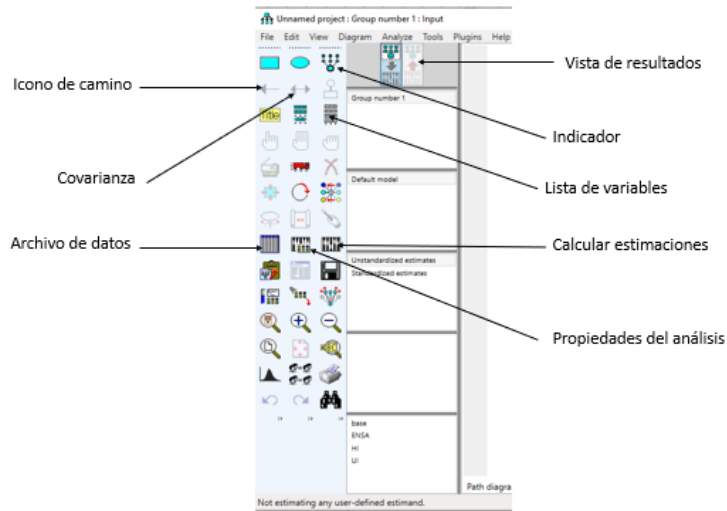 Unnamed project : Group number 1 : Input
File Edit View Diagram Analyze Tools Plugins Help
Vista de resultados
Icono de camino
Group number 1
Title
Indicador
Covarianza
Default model
Lista de variables
Archivo de datos
Calcular estimaciones
Unstandardized estimates
Standardized estimates
Propiedades del análisis
base
ENSA
HI
UI
Path diagra
Not estimating any user-defined estimand.